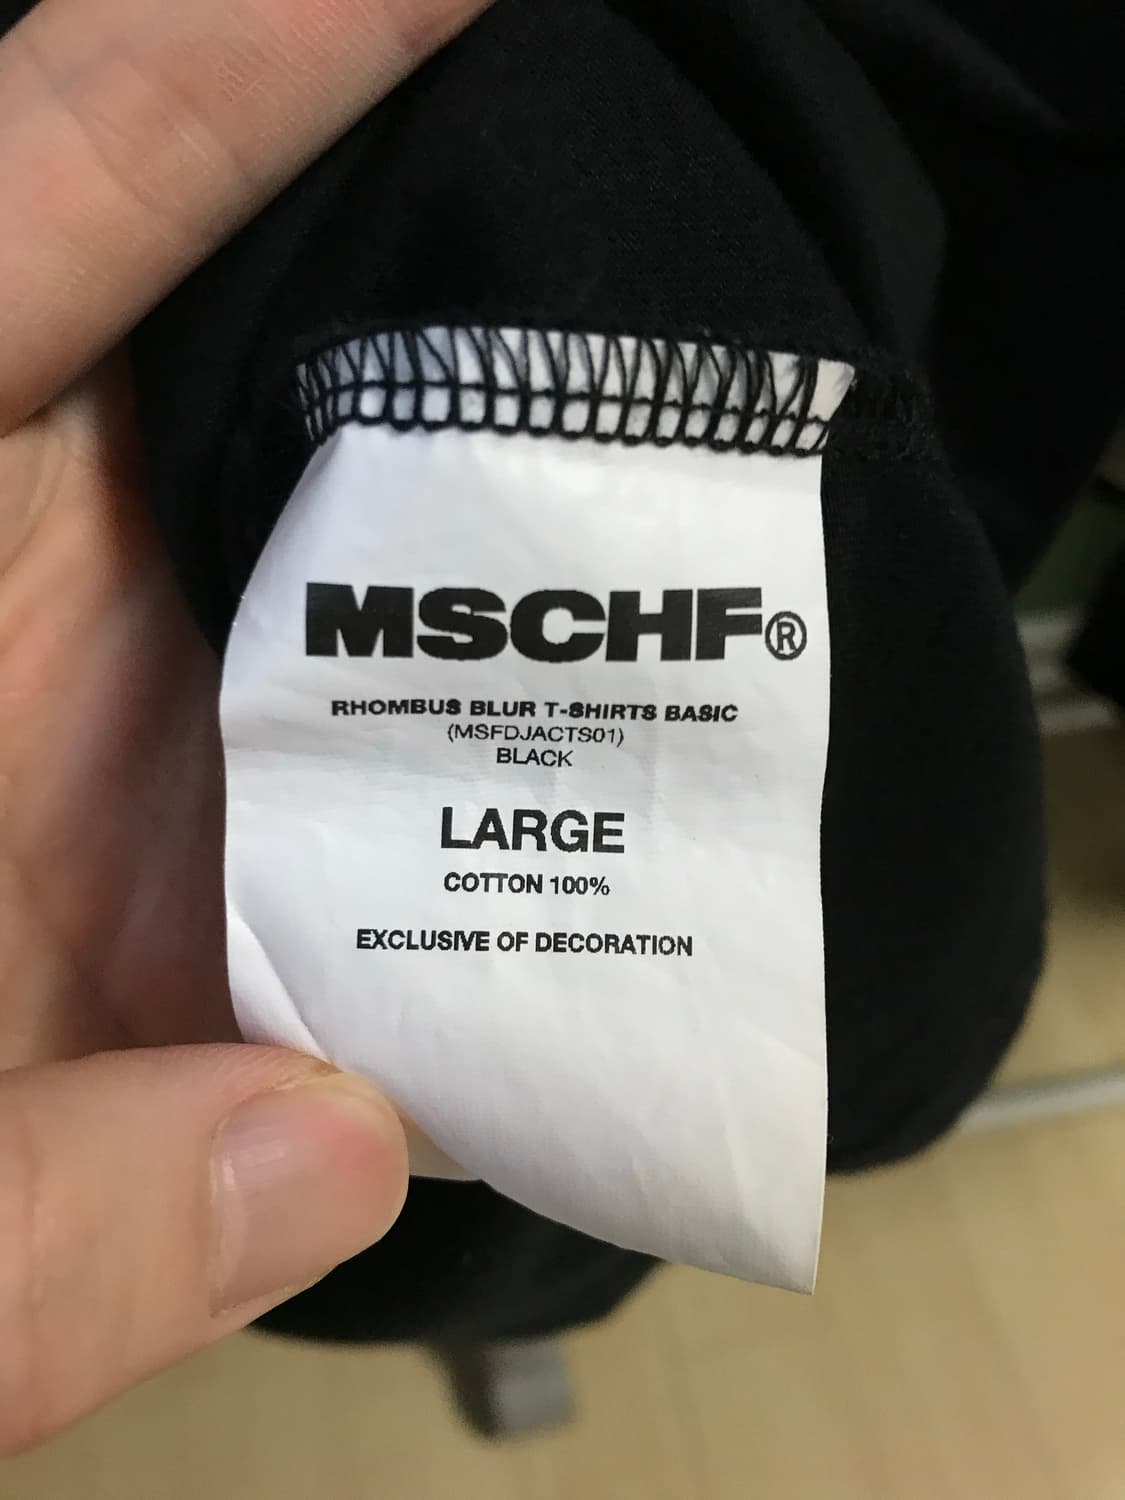 MSCHF®
RHOMBUS BLUR T-SHIRTS BASIC
(MSFDJACTS01)
BLACK
LARGE
COTTON 100%
EXCLUSIVE OF DECORATION